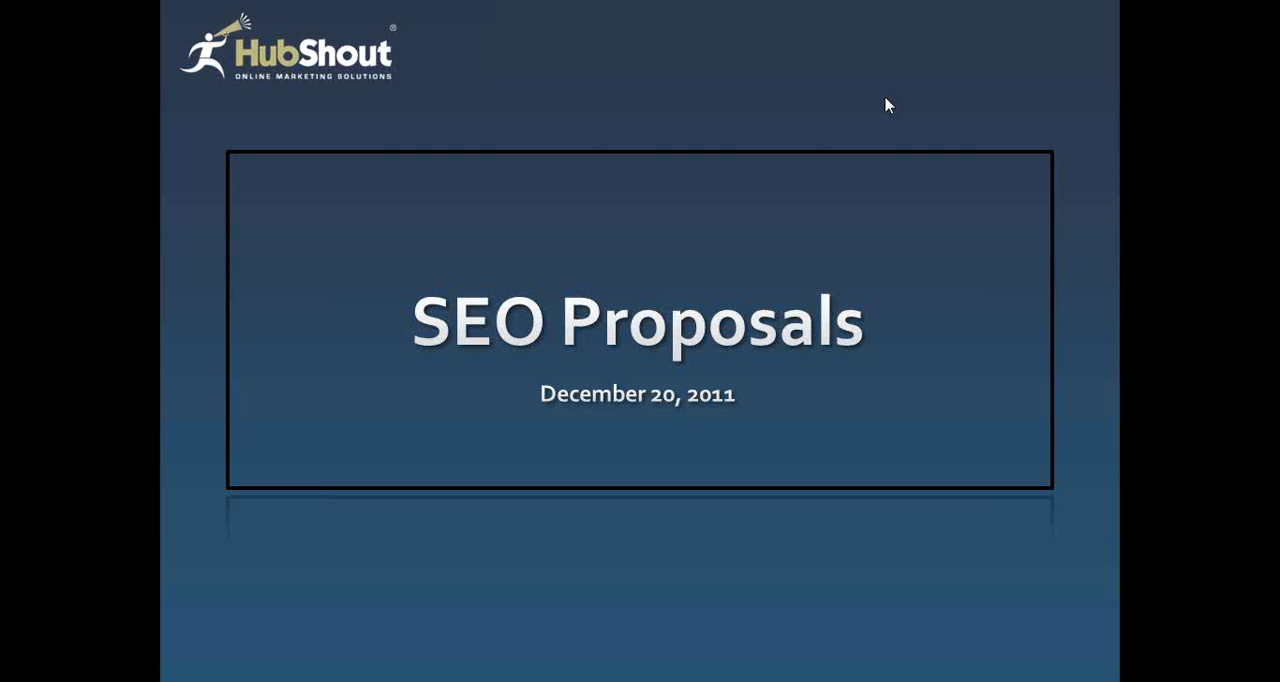 HubShout®
ONLINE MARKETING SOLUTIONS
SEO Proposals
December 20, 2011